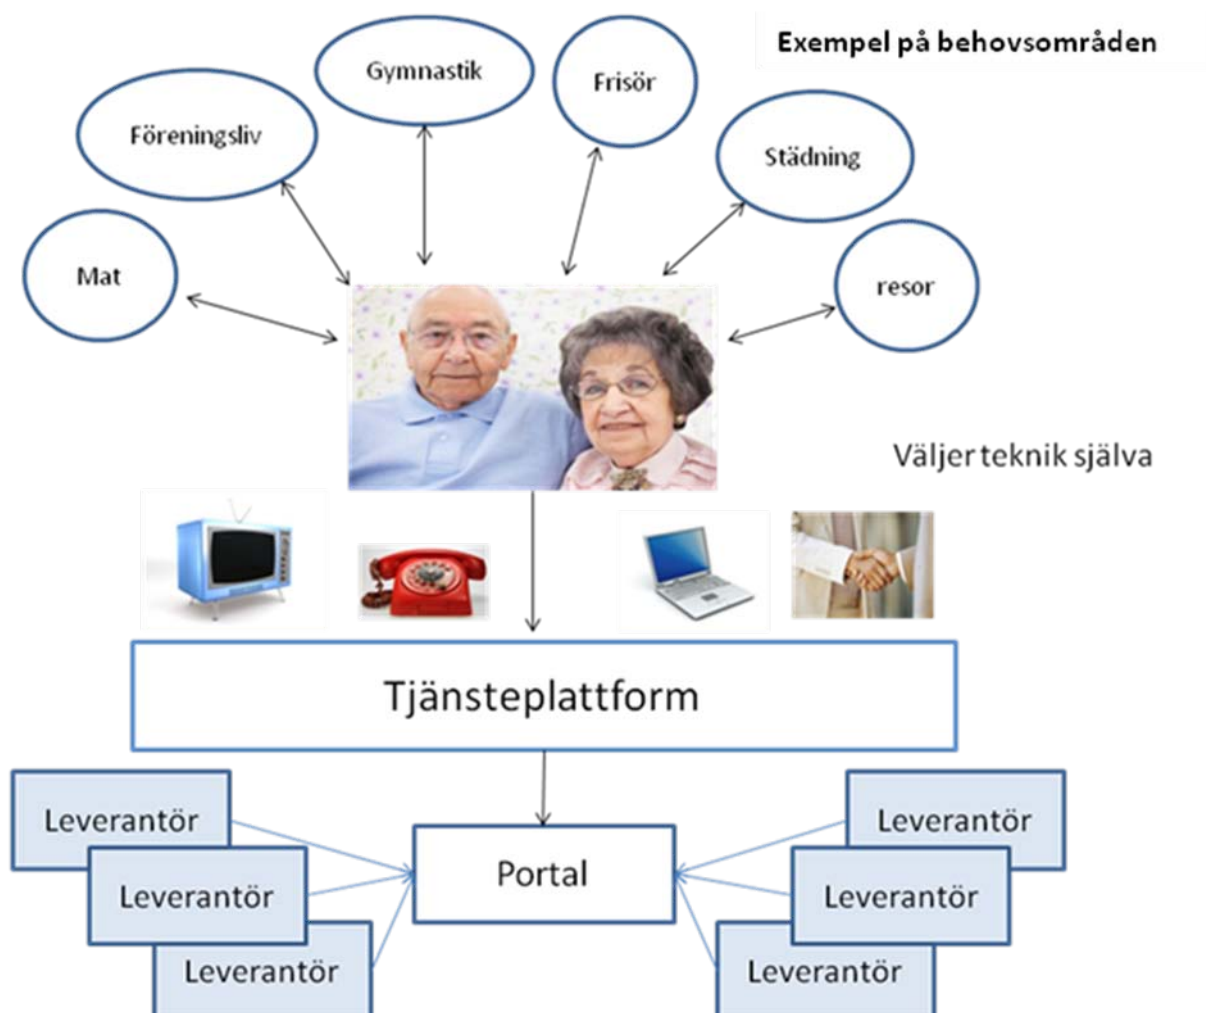 Exempel på behovsområden
Gymnastik
Frisör
Föreningsliv
Städning
Mat
resor
Väljer teknik själva
Tjänsteplattform
Leverantör
Leverantör
Portal
Leverantör
Leverantör
Leverantör
Leverantör